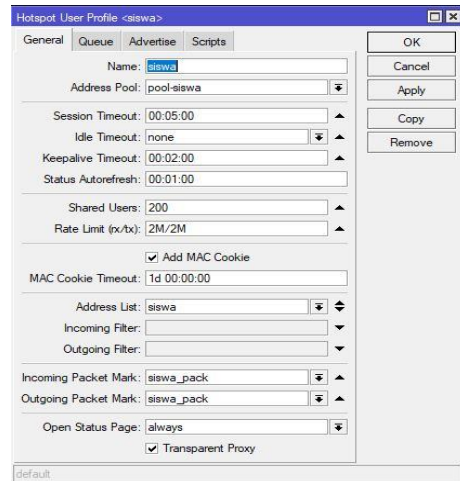 Hotspot User Profile <siswa>
General Queue Advertise Scripts
OK
Name: siswa
Cancel
Address Pool: pool-siswa
Apply
Session Timeout: 00:05:00
Copy
Idle Timeout: none
Remove
Keepalive Timeout: 00:02:00
Status Autorefresh: 00:01:00
Shared Users: 200
Rate Limit (rx/tx): 2M/2M
Add MAC Cookie
MAC Cookie Timeout: 1d 00:00:00
Address List: siswa
Incoming Filter:
Outgoing Filter:
Incoming Packet Mark: siswa_pack
Outgoing Packet Mark: siswa_pack
Open Status Page: always
Transparent Proxy
default